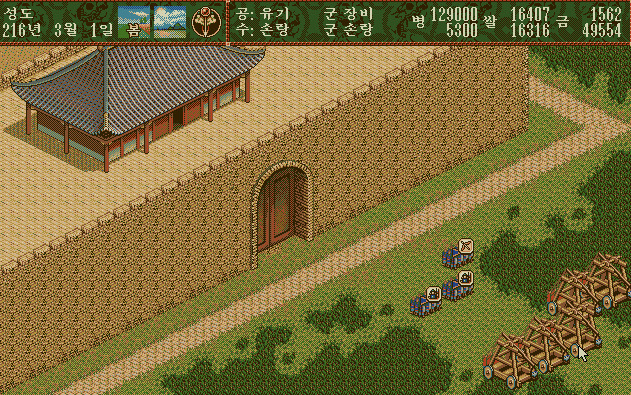 성도 공: 유기 군 장비 병 129000 쌀 16407 금 1562
216년 3월 1일 봄 수: 손랑 군 손랑 5300 16316 49554